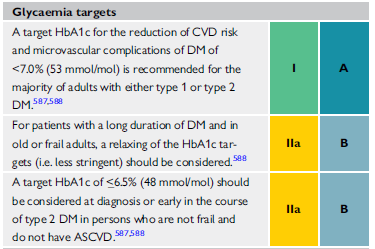 Glycaemia targets
A target HbA1c for the reduction of CVD risk
and microvascular complications of DM of
<7.0% (53 mmol/mol) is recommended for the
majority of adults with either type 1 or type 2
DM.587,588
I
A
For patients with a long duration of DM and in
old or frail adults, a relaxing of the HbA1c tar-
gets (i.e. less stringent) should be considered.588
IIa
B
A target HbA1c of ≤6.5% (48 mmol/mol) should
be considered at diagnosis or early in the course
of type 2 DM in persons who are not frail and
do not have ASCVD.587,588
IIa
B